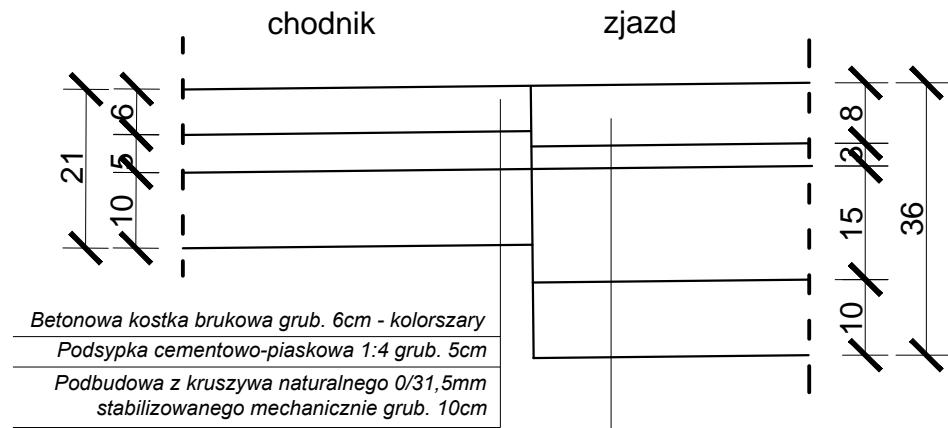 chodnik
zjazd
6
5
10
21
8
3
15
10
36
Betonowa kostka brukowa grub. 6cm - kolorszary
Podsypka cementowo-piaskowa 1:4 grub. 5cm
Podbudowa z kruszywa naturalnego 0/31,5mm
stabilizowanego mechanicznie grub. 10cm